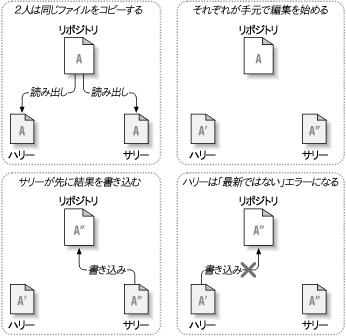 2人は同じファイルをコピーする
リポジトリ
A
読み出し
読み出し
A
A
ハリー
サリー
それぞれが手元で編集を始める
リポジトリ
A
A'
A"
ハリー
サリー
サリーが先に結果を書き込む
リポジトリ
A"
書き込み
A'
A"
ハリー
サリー
ハリーは「最新ではない」エラーになる
リポジトリ
A"
書き込み
A'
A"
ハリー
サリー